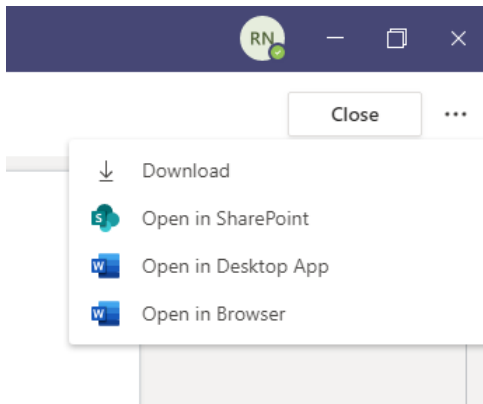 RN
Close
Download
S
Open in SharePoint
W
Open in Desktop App
W
Open in Browser